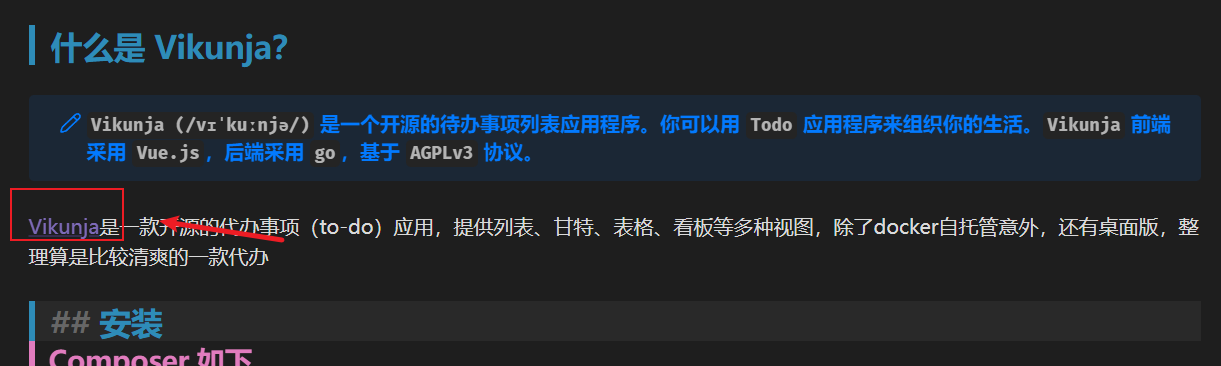 什么是 Vikunja?
Vikunja (/vɪˈkuːnjə/) 是一个开源的待办事项列表应用程序。你可以用 Todo 应用程序来组织你的生活。Vikunja 前端
采用 Vue.js，后端采用 go，基于 AGPLv3 协议。
Vikunja是一款开源的代办事项（to-do）应用，提供列表、甘特、表格、看板等多种视图，除了docker自托管意外，还有桌面版，整
理算是比较清爽的一款代办
## 安装
Composer 如下